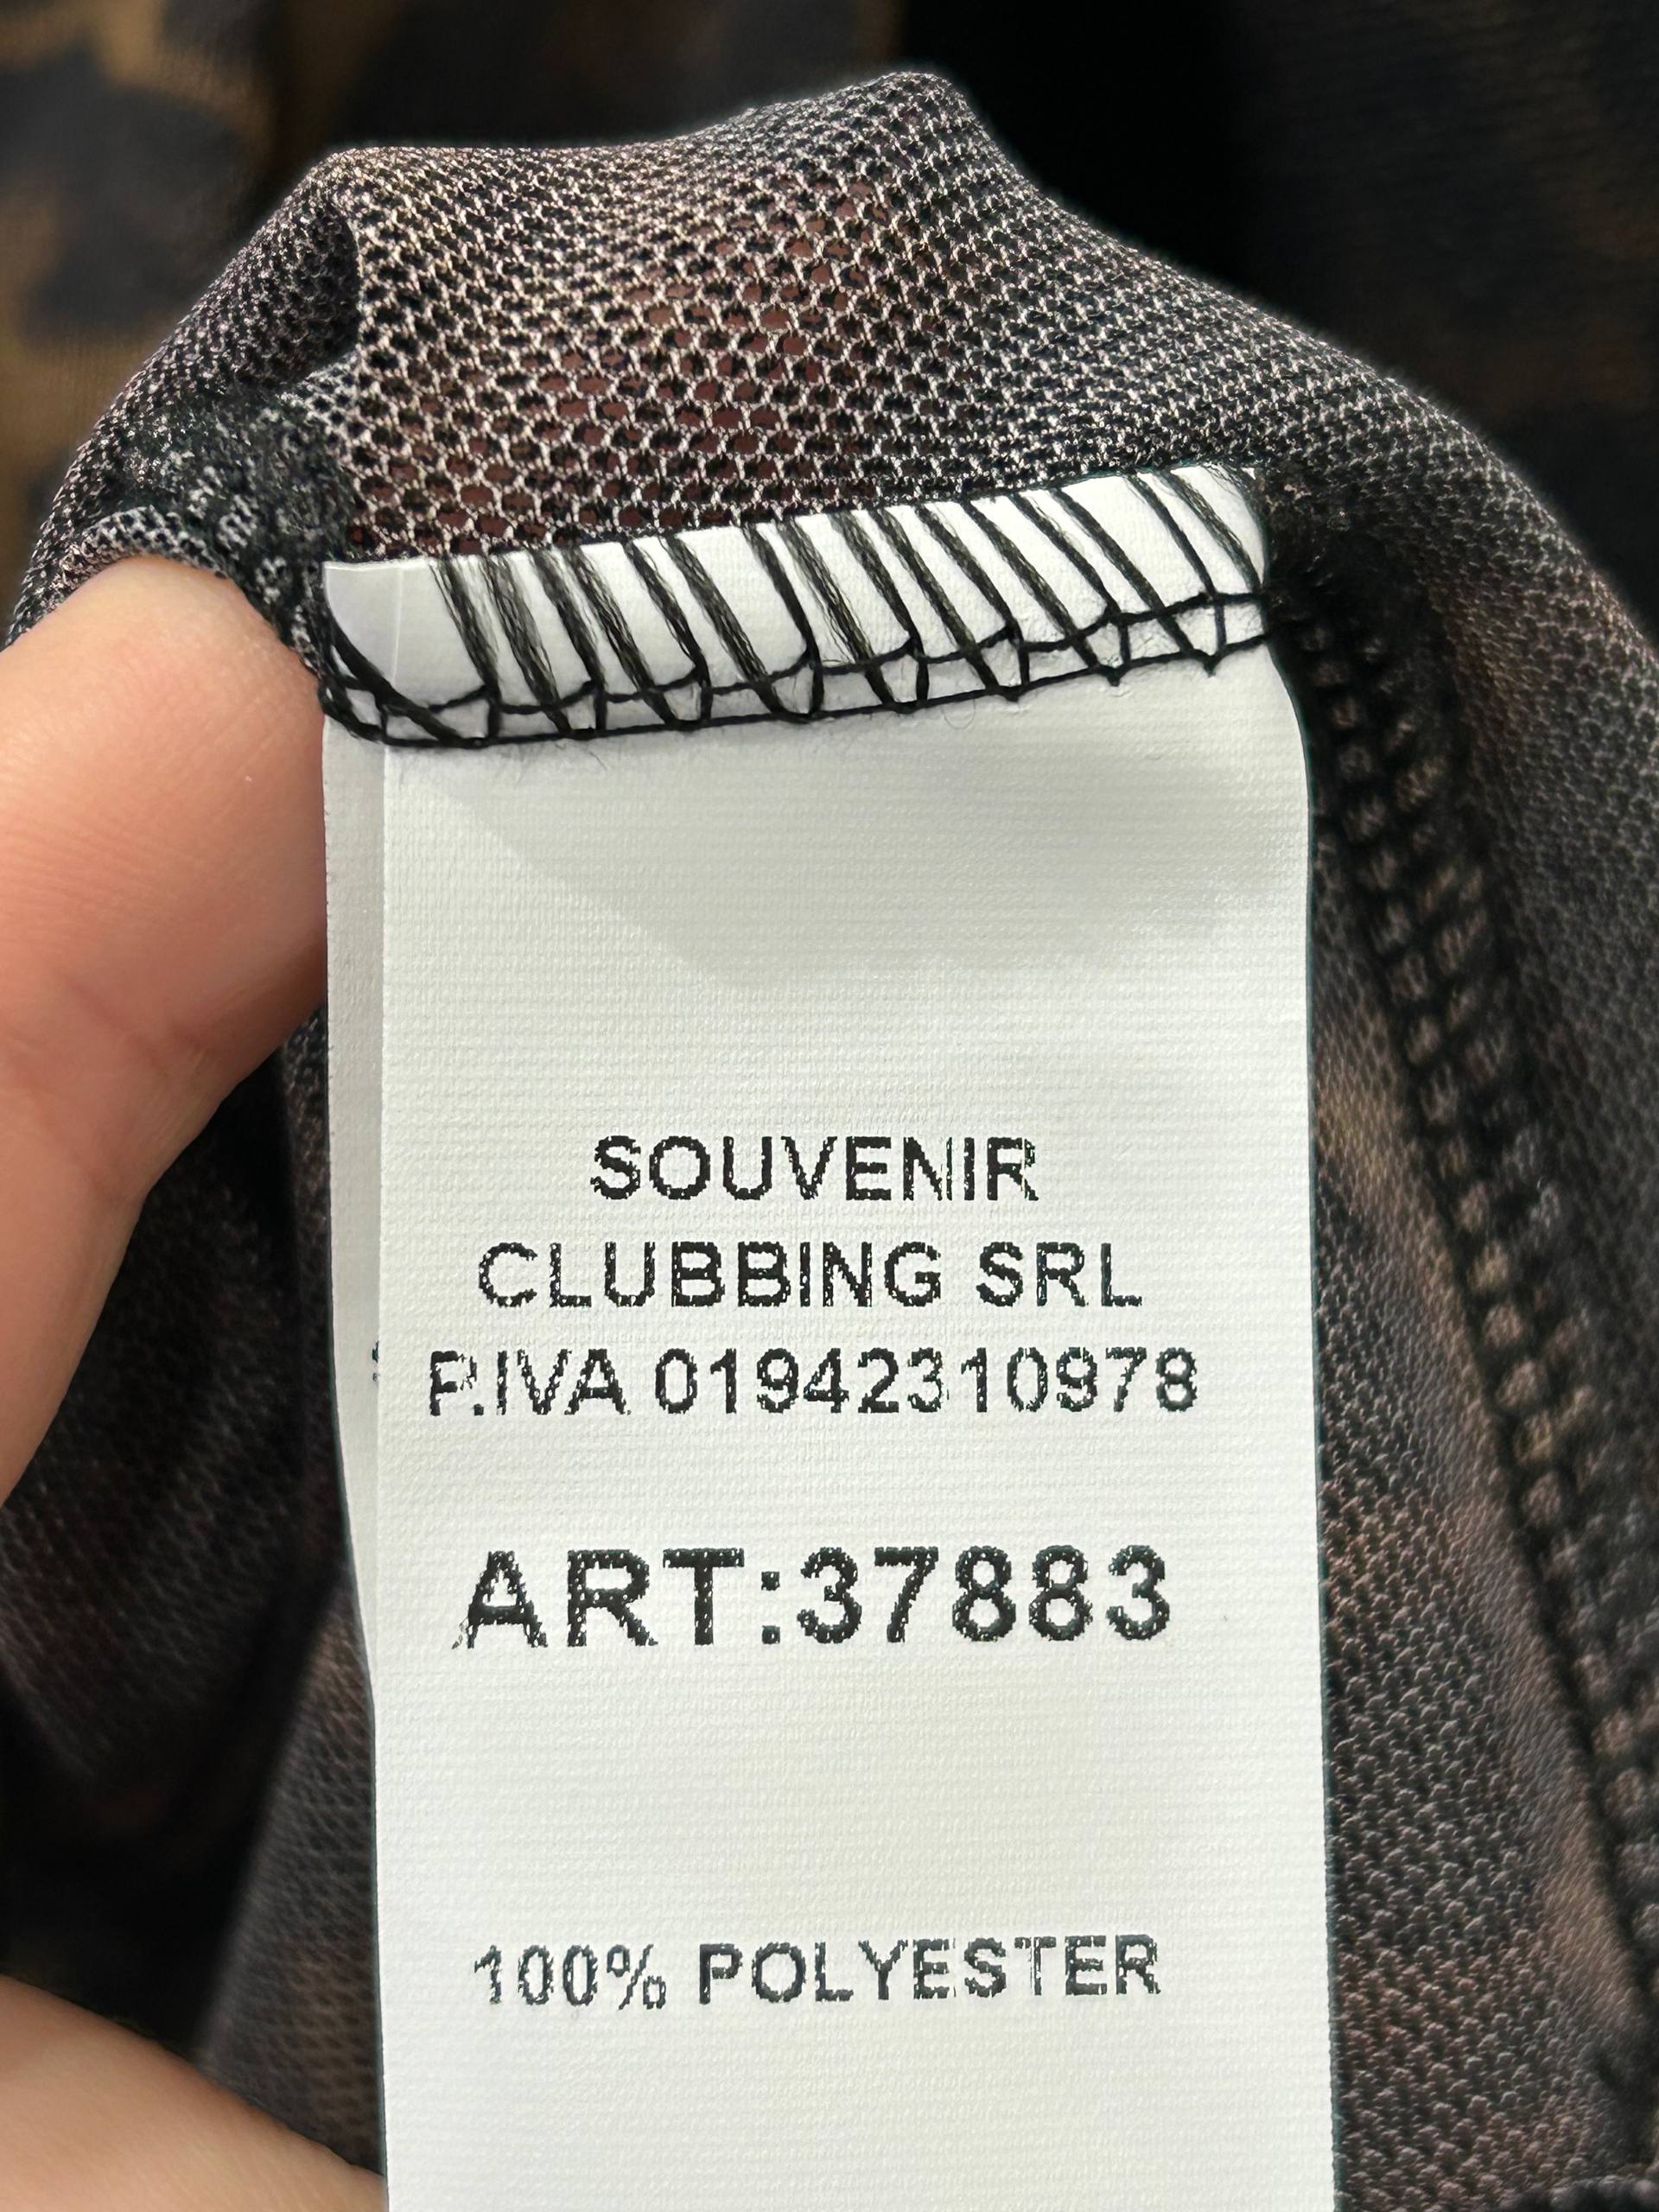 SOUVENIR
CLUBBING SRL
P.IVA 01942310978
ART:37883
100% POLYESTER